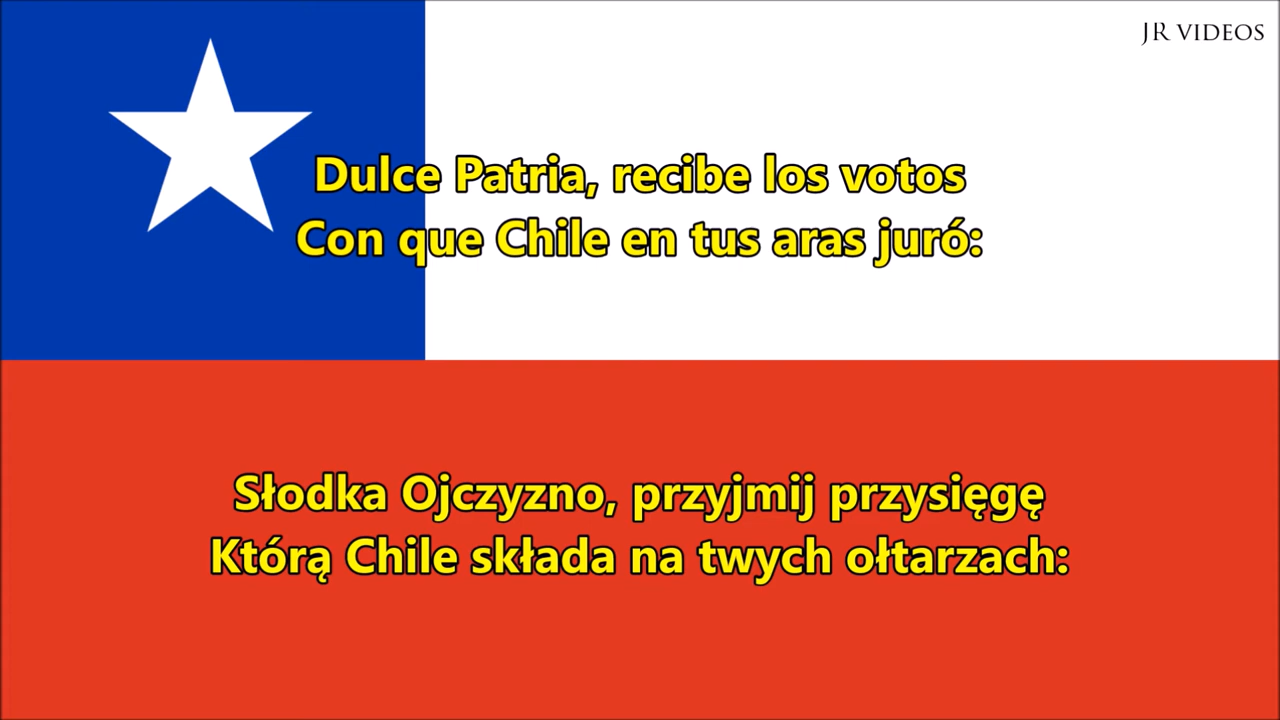 JR VIDEOS
Dulce Patria, recibe los votos
Con que Chile en tus aras juró:
Słodka Ojczyzno, przyjmij przysięgę
Którą Chile składa na twych ołtarzach: